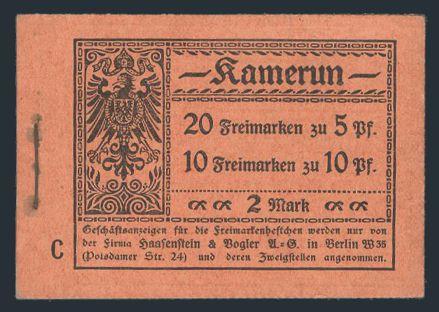 — Kamerun —
20 Freimarken zu 5 Pf.
10 Freimarken zu 10 Pf.
2 Mark
Geschäftsanzeigen für die Freimarkenheftchen werden nur von
der Firma Haasenstein & Vogler A.=G. in Berlin W 35
(Potsdamer Str. 24) und deren Zweigstellen angenommen.
C